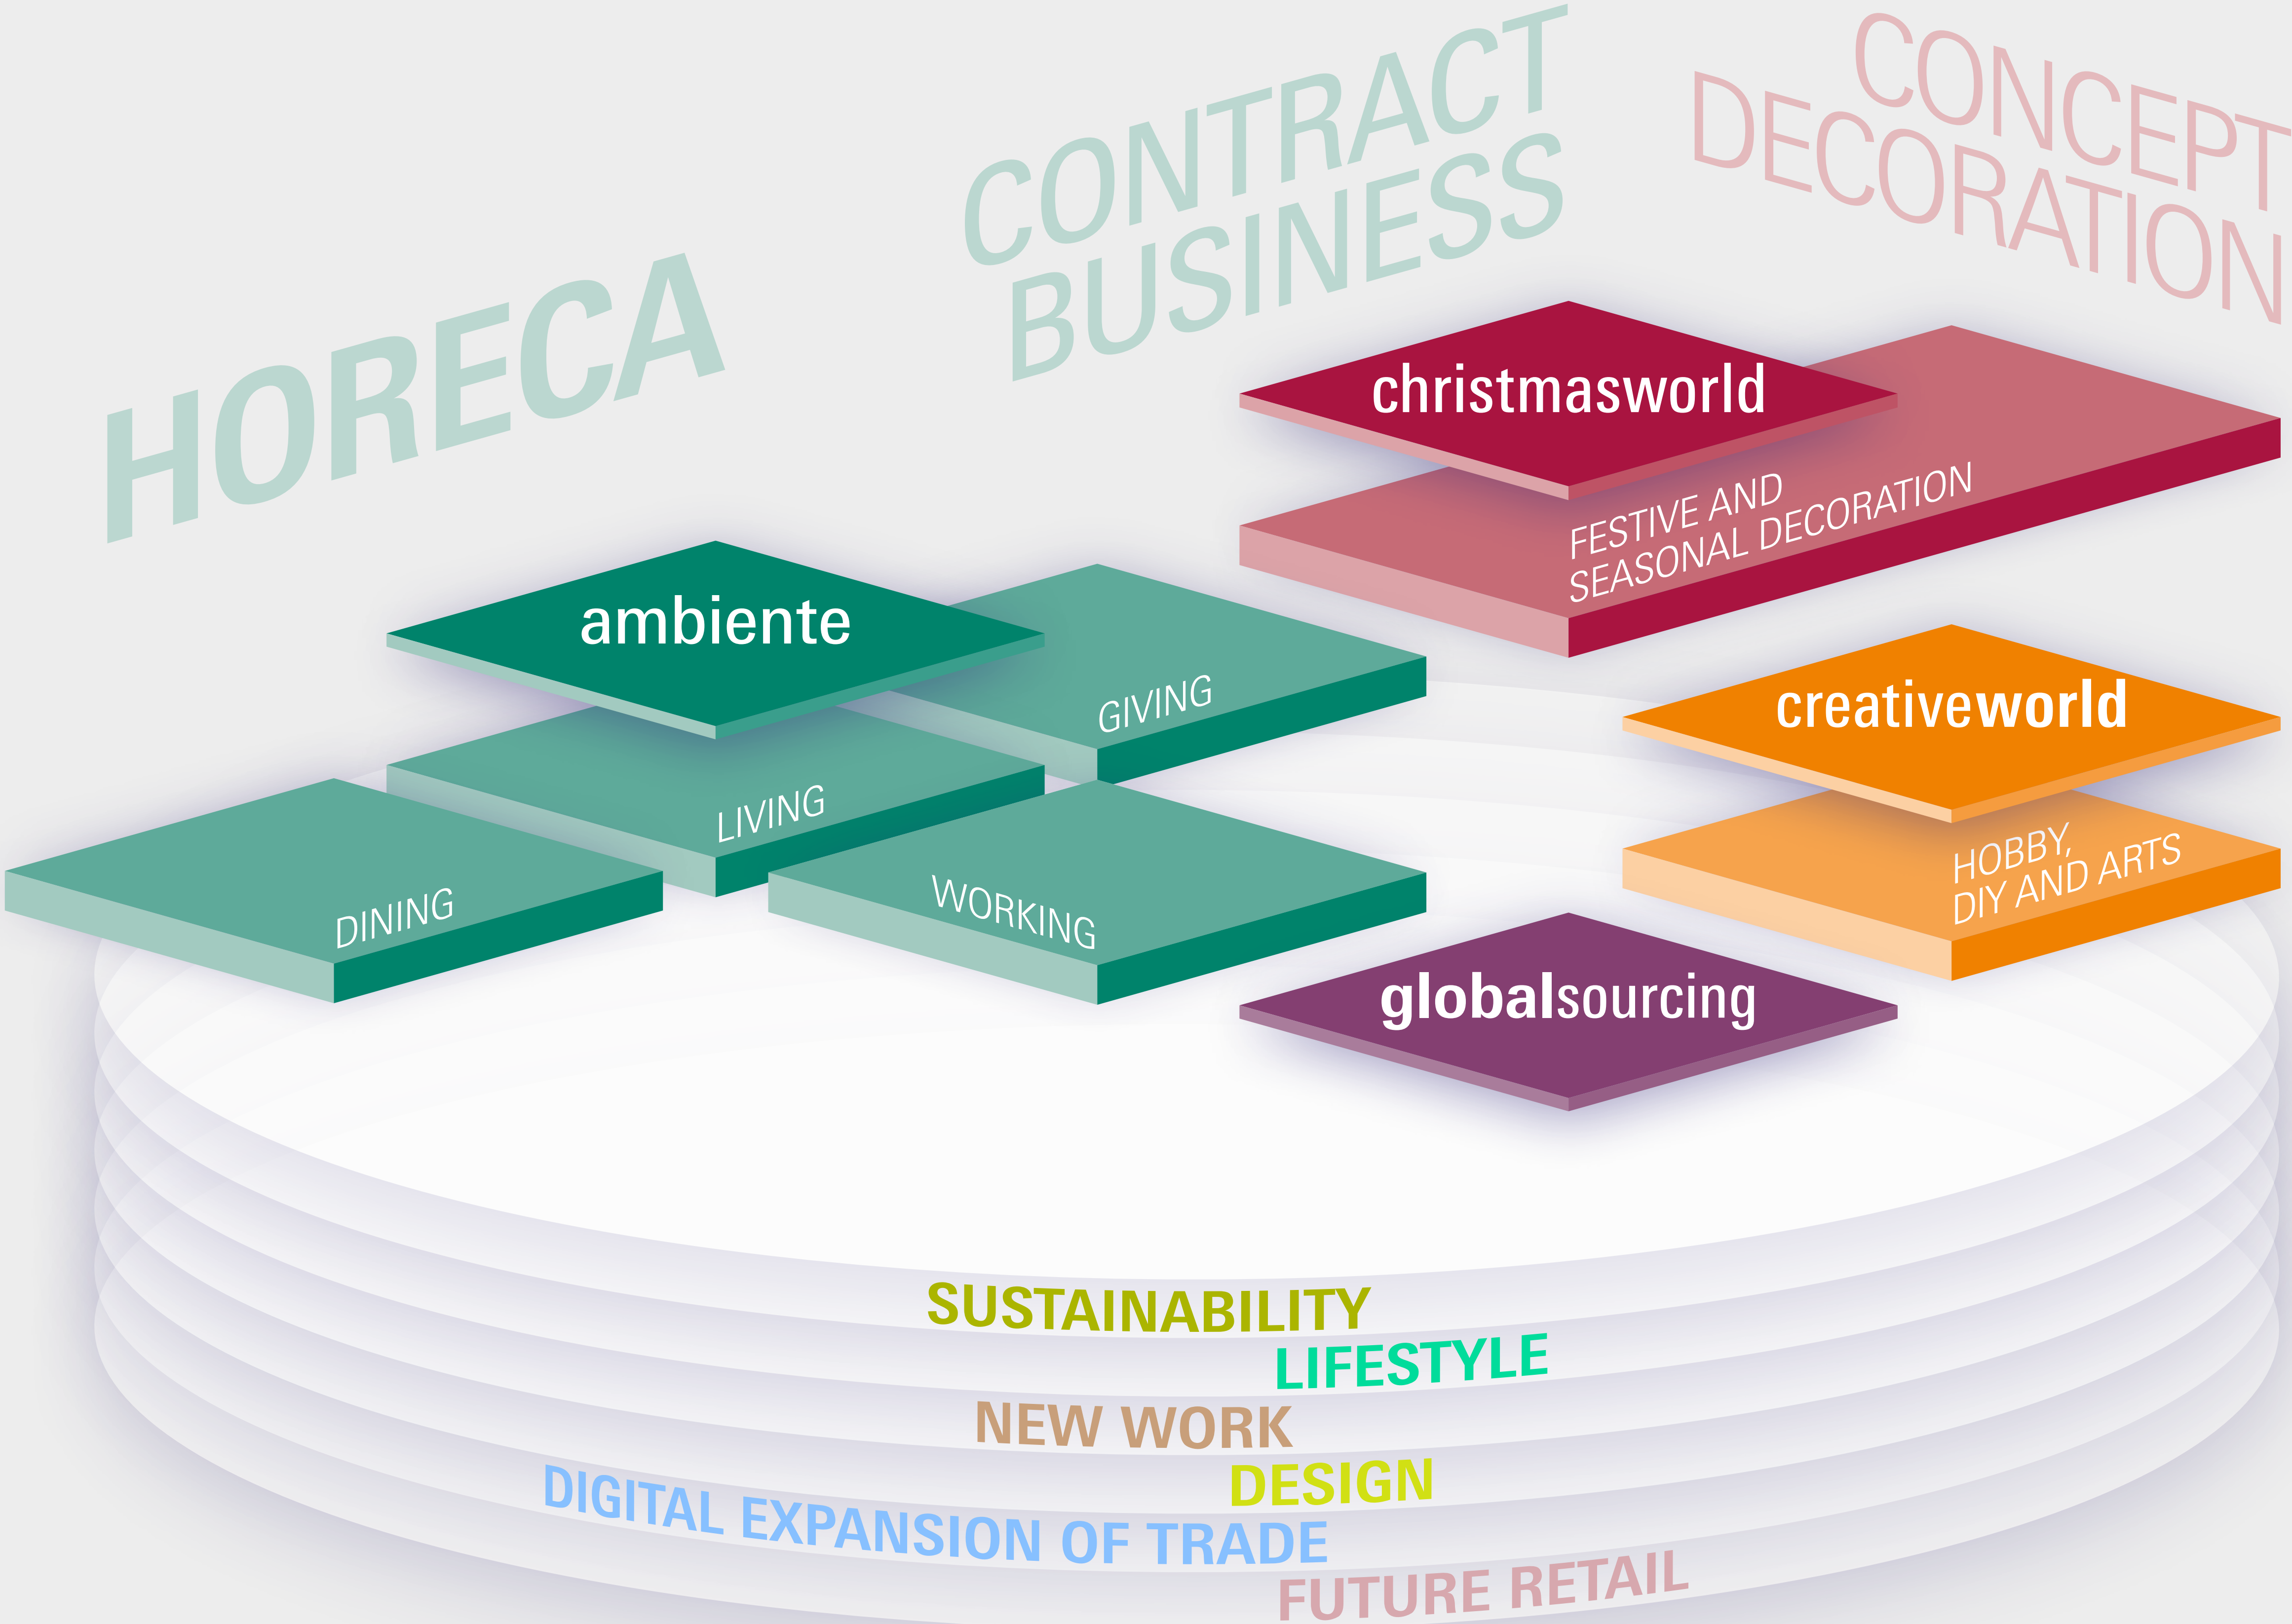 HORECA
CONTRACT
BUSINESS
CONCEPT
DECORATION
christmasworld
FESTIVE AND
SEASONAL DECORATION
ambiente
GIVING
LIVING
DINING
WORKING
creativeworld
HOBBY,
DIY AND ARTS
globalsourcing
SUSTAINABILITY
LIFESTYLE
NEW WORK
DESIGN
DIGITAL EXPANSION OF TRADE
FUTURE RETAIL